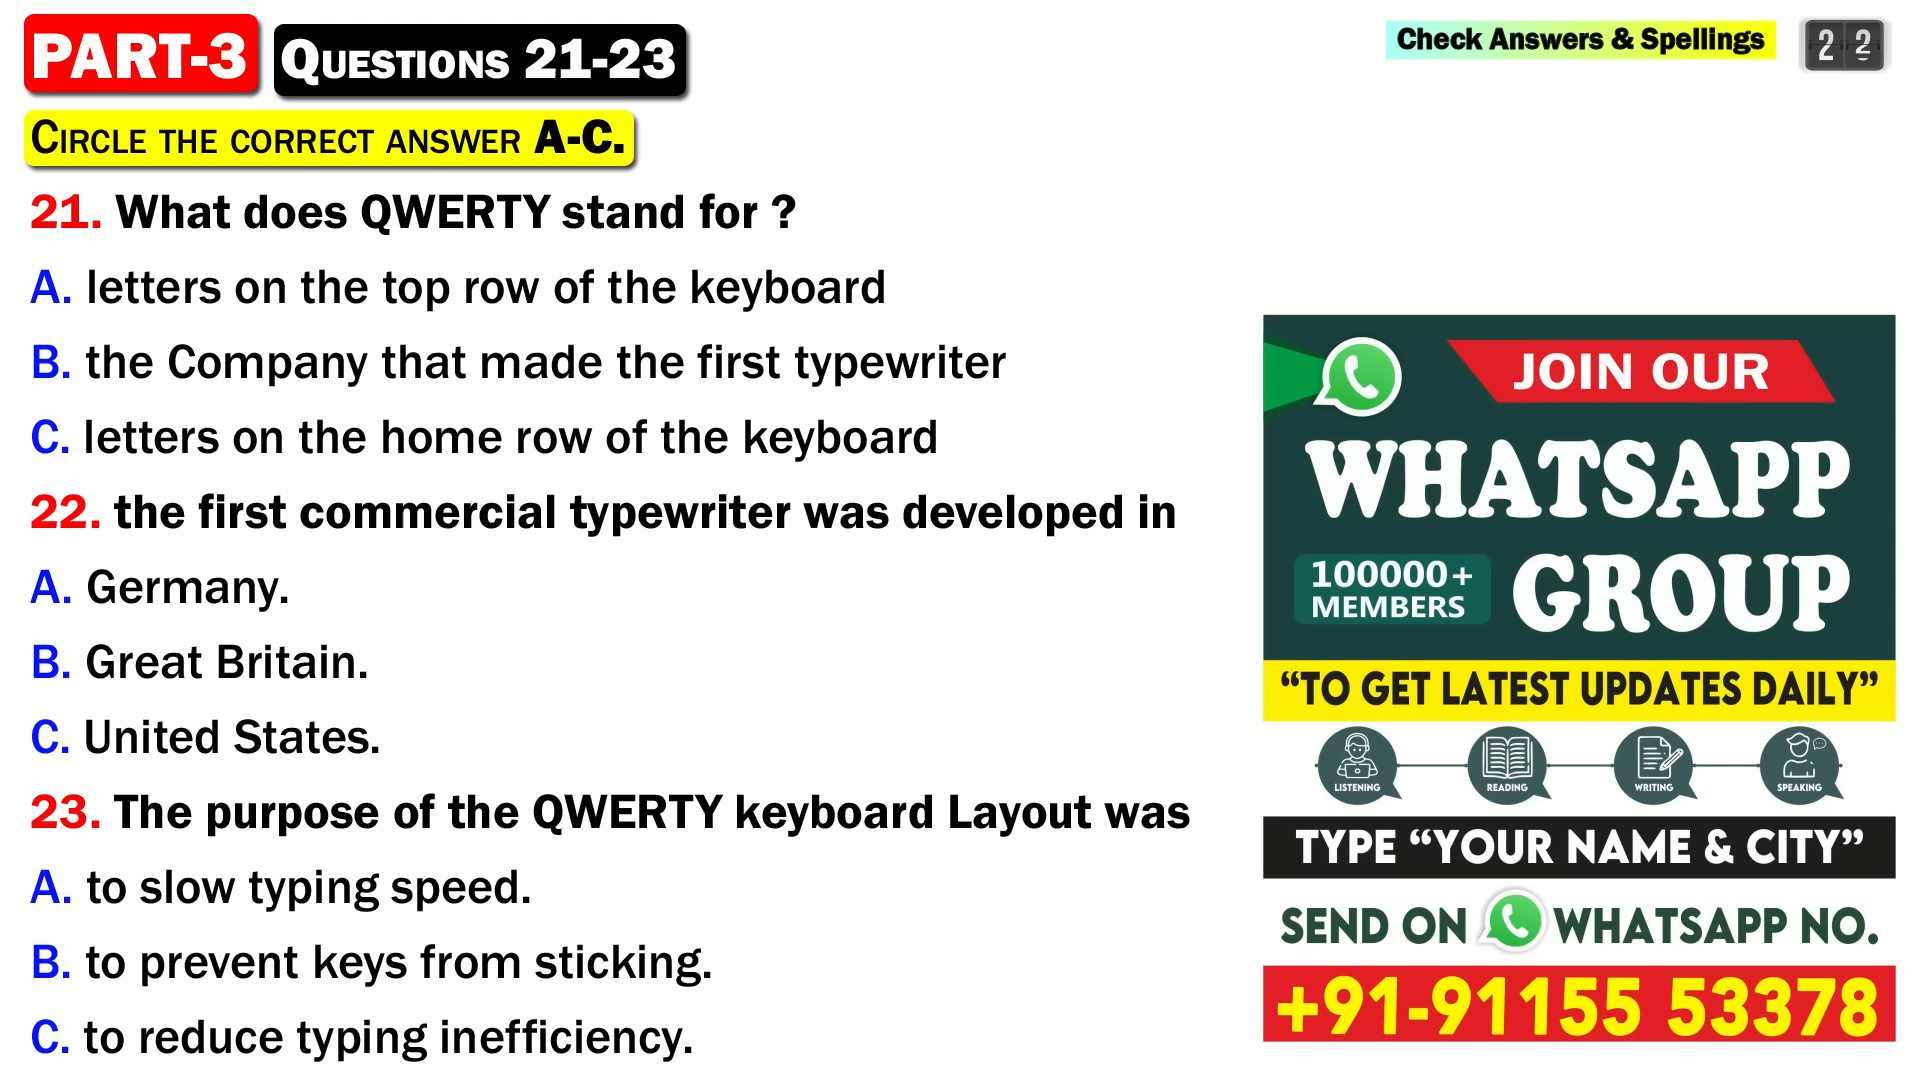 PART-3 QUESTIONS 21-23
Check Answers & Spellings 22
CIRCLE THE CORRECT ANSWER A-C.
21. What does QWERTY stand for ?
A. letters on the top row of the keyboard
B. the Company that made the first typewriter
C. letters on the home row of the keyboard
22. the first commercial typewriter was developed in
A. Germany.
B. Great Britain.
C. United States.
23. The purpose of the QWERTY keyboard Layout was
A. to slow typing speed.
B. to prevent keys from sticking.
C. to reduce typing inefficiency.
JOIN OUR
WHATSAPP
100000+
MEMBERS
GROUP
“TO GET LATEST UPDATES DAILY”
LISTENING READING WRITING SPEAKING
TYPE “YOUR NAME & CITY”
SEND ON WHATSAPP NO.
+91-91155 53378